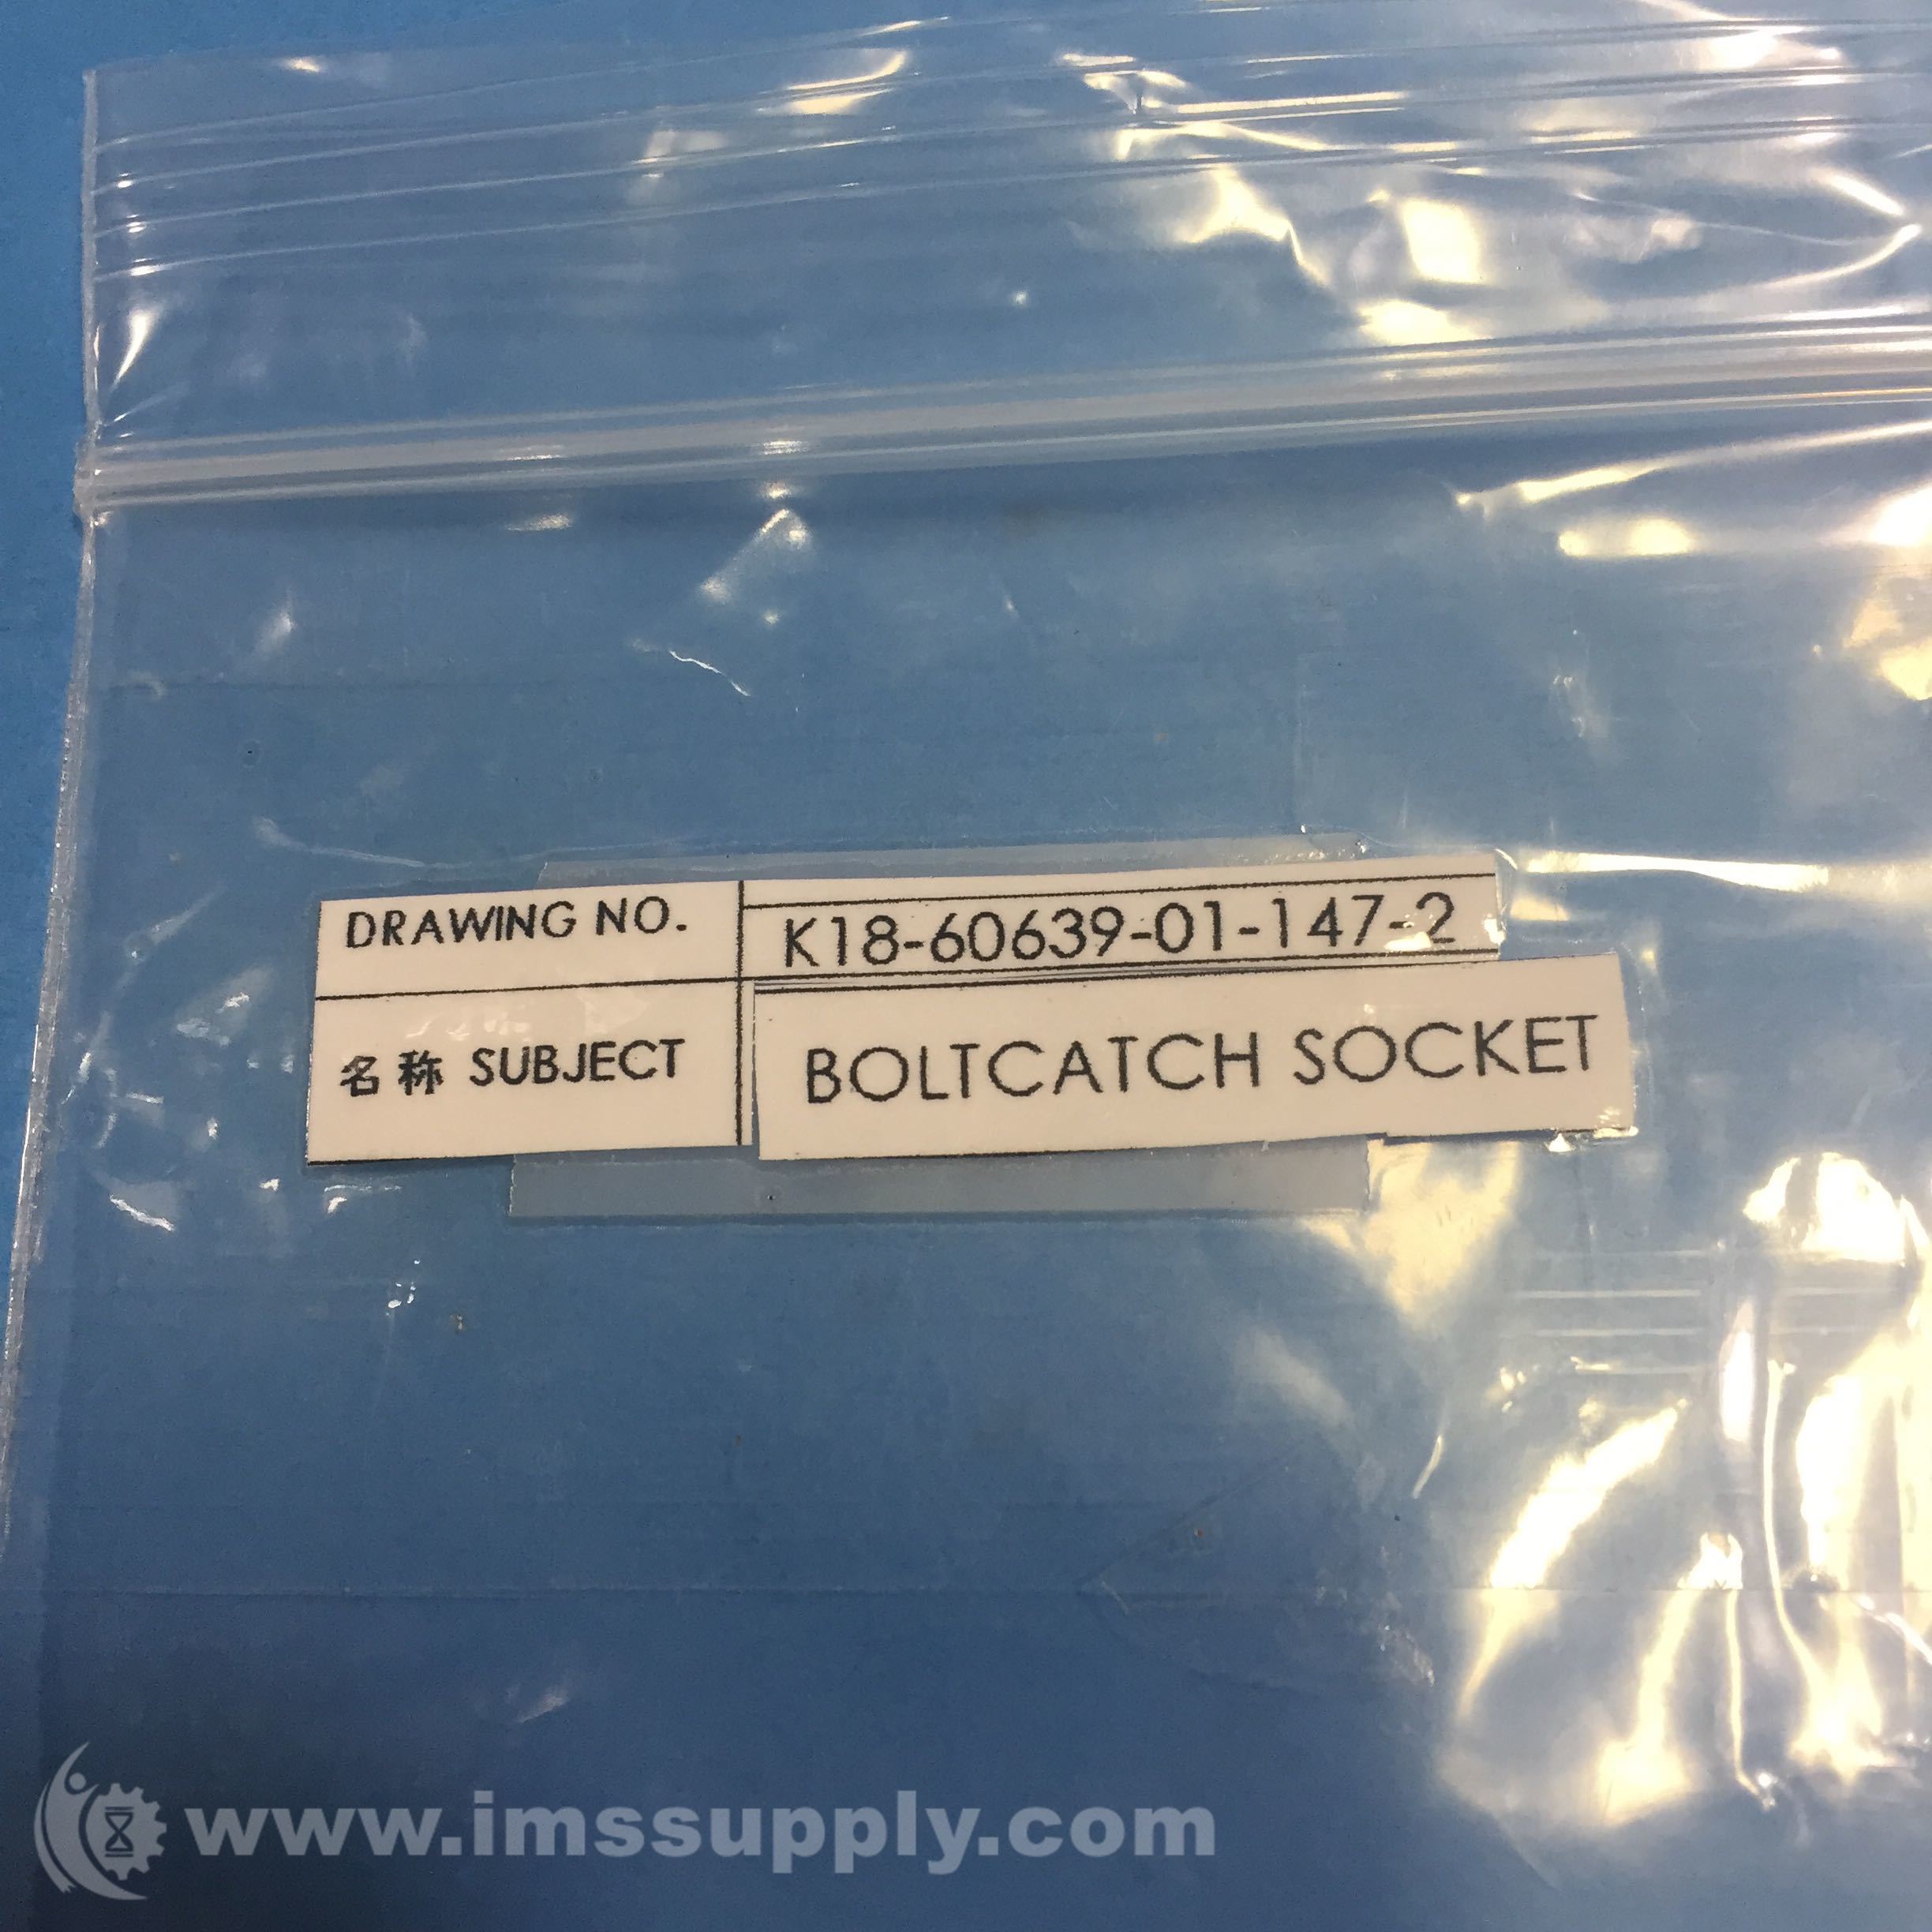 DRAWING NO. K18-60639-01-147-2
名称 SUBJECT BOLTCATCH SOCKET
www.imssupply.com